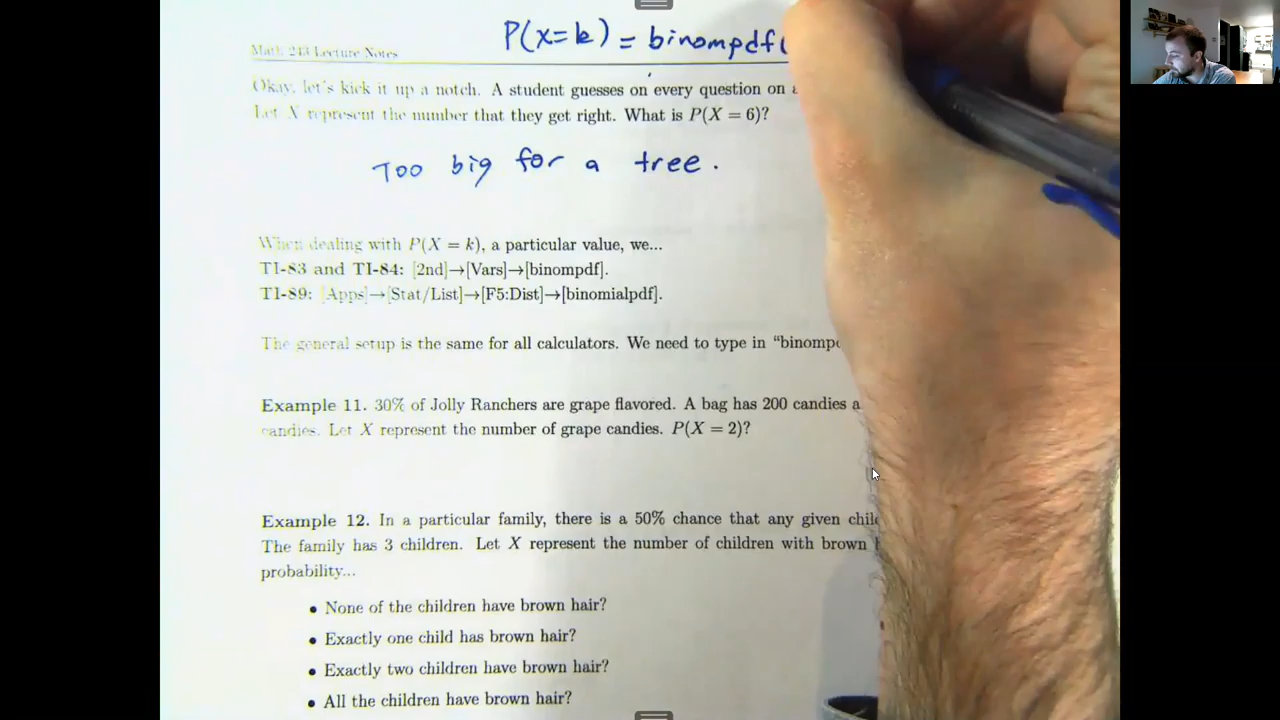 P(x=k) = binompdf(
Math 243 Lecture Notes
Okay, let's kick it up a notch. A student guesses on every question on a
Let X represent the number that they get right. What is P(X = 6)?
Too big for a tree.
When dealing with P(X = k), a particular value, we...
TI-83 and TI-84: [2nd]→[Vars]→[binompdf].
TI-89: [Apps]→[Stat/List]→[F5:Dist]→[binomialpdf].
The general setup is the same for all calculators. We need to type in "binomp
Example 11. 30% of Jolly Ranchers are grape flavored. A bag has 200 candies a
candies. Let X represent the number of grape candies. P(X = 2)?
Example 12. In a particular family, there is a 50% chance that any given chil
The family has 3 children. Let X represent the number of children with brown
probability...
• None of the children have brown hair?
• Exactly one child has brown hair?
• Exactly two children have brown hair?
• All the children have brown hair?